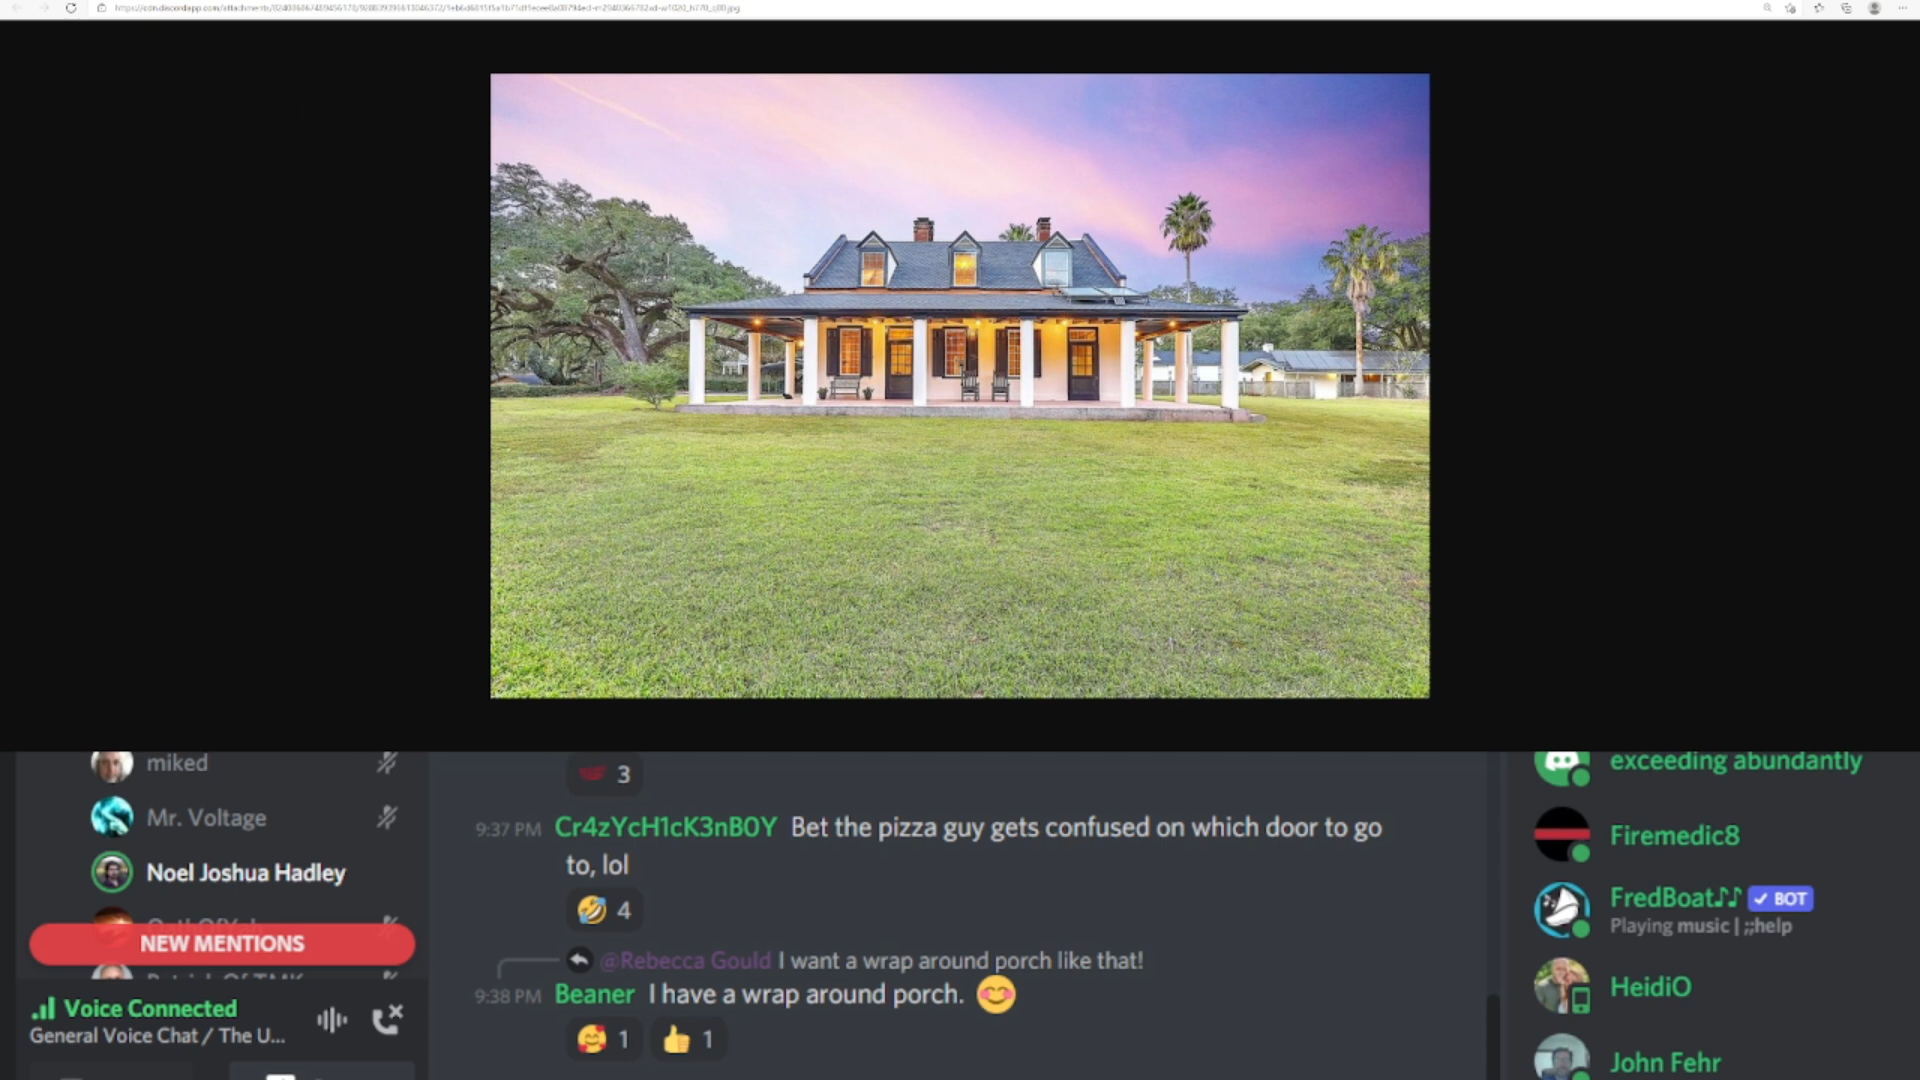 miked
3
exceeding abundantly
Mr. Voltage
9:37 PM Cr4zYcH1cK3nB0Y Bet the pizza guy gets confused on which door to go
to, lol
Firemedic8
Noel Joshua Hadley
4
FredBoat♪♪ ✓ BOT
Playing music | ;;help
NEW MENTIONS
@Rebecca Gould I want a wrap around porch like that!
9:38 PM Beaner I have a wrap around porch. 😊
HeidiO
Voice Connected
General Voice Chat / The U...
1 1
John Fehr